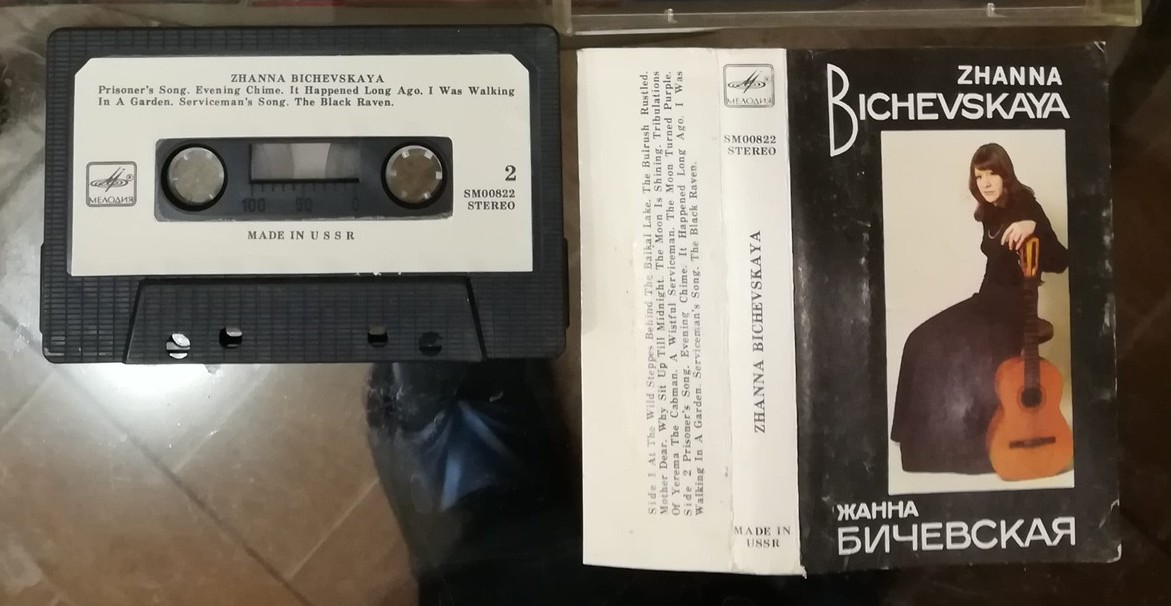 ZHANNA BICHEVSKAYA
Prisoner's Song. Evening Chime. It Happened Long Ago. I Was Walking
In A Garden. Serviceman's Song. The Black Raven.
МЕЛОДИЯ
2
SM00822
STEREO
100 50 0
MADE IN USSR
Side 1 At The Wild Steppes Behind The Baikal Lake. The Bulrush Rustled.
Mother Dear. Why Sit Up Till Midnight. The Moon Is Shining. Tribulations
Of Yerema The Cabman. A Wistful Serviceman. The Moon Turned Purple.
Side 2 Prisoner's Song. Evening Chime. It Happened Long Ago. I Was
Walking In A Garden. Serviceman's Song. The Black Raven.
МЕЛОДИЯ
SM00822
STEREO
ZHANNA BICHEVSKAYA
MADE IN
USSR
ZHANNA
BICHEVSKAYA
ЖАННА
БИЧЕВСКАЯ